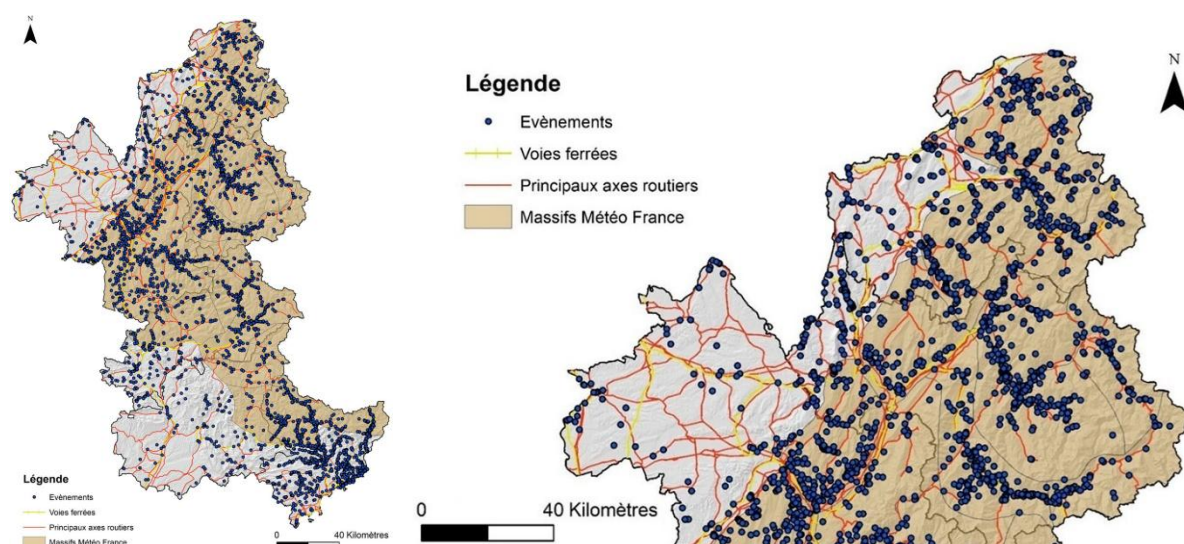 N
Légende
Evènements
Voies ferrées
Principaux axes routiers
Massifs Météo France
0
40 Kilomètres
N
Légende
Evènements
Voies ferrées
Principaux axes routiers
Massifs Météo France
0
40 Kilomètres